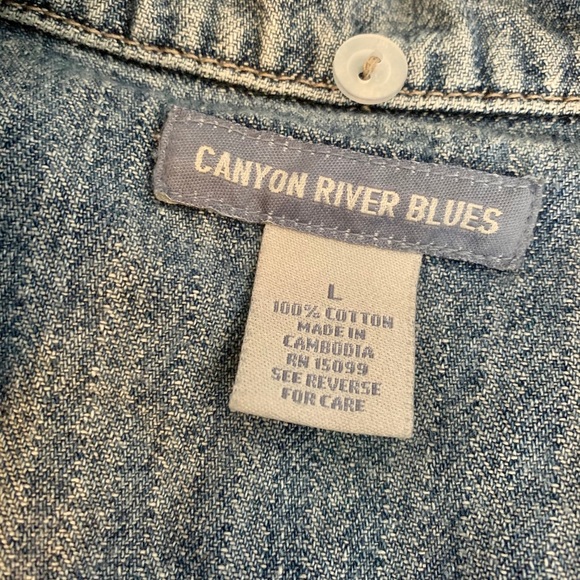 CANYON RIVER BLUES
L
100% COTTON
MADE IN
CAMBODIA
RN 15099
SEE REVERSE
FOR CARE